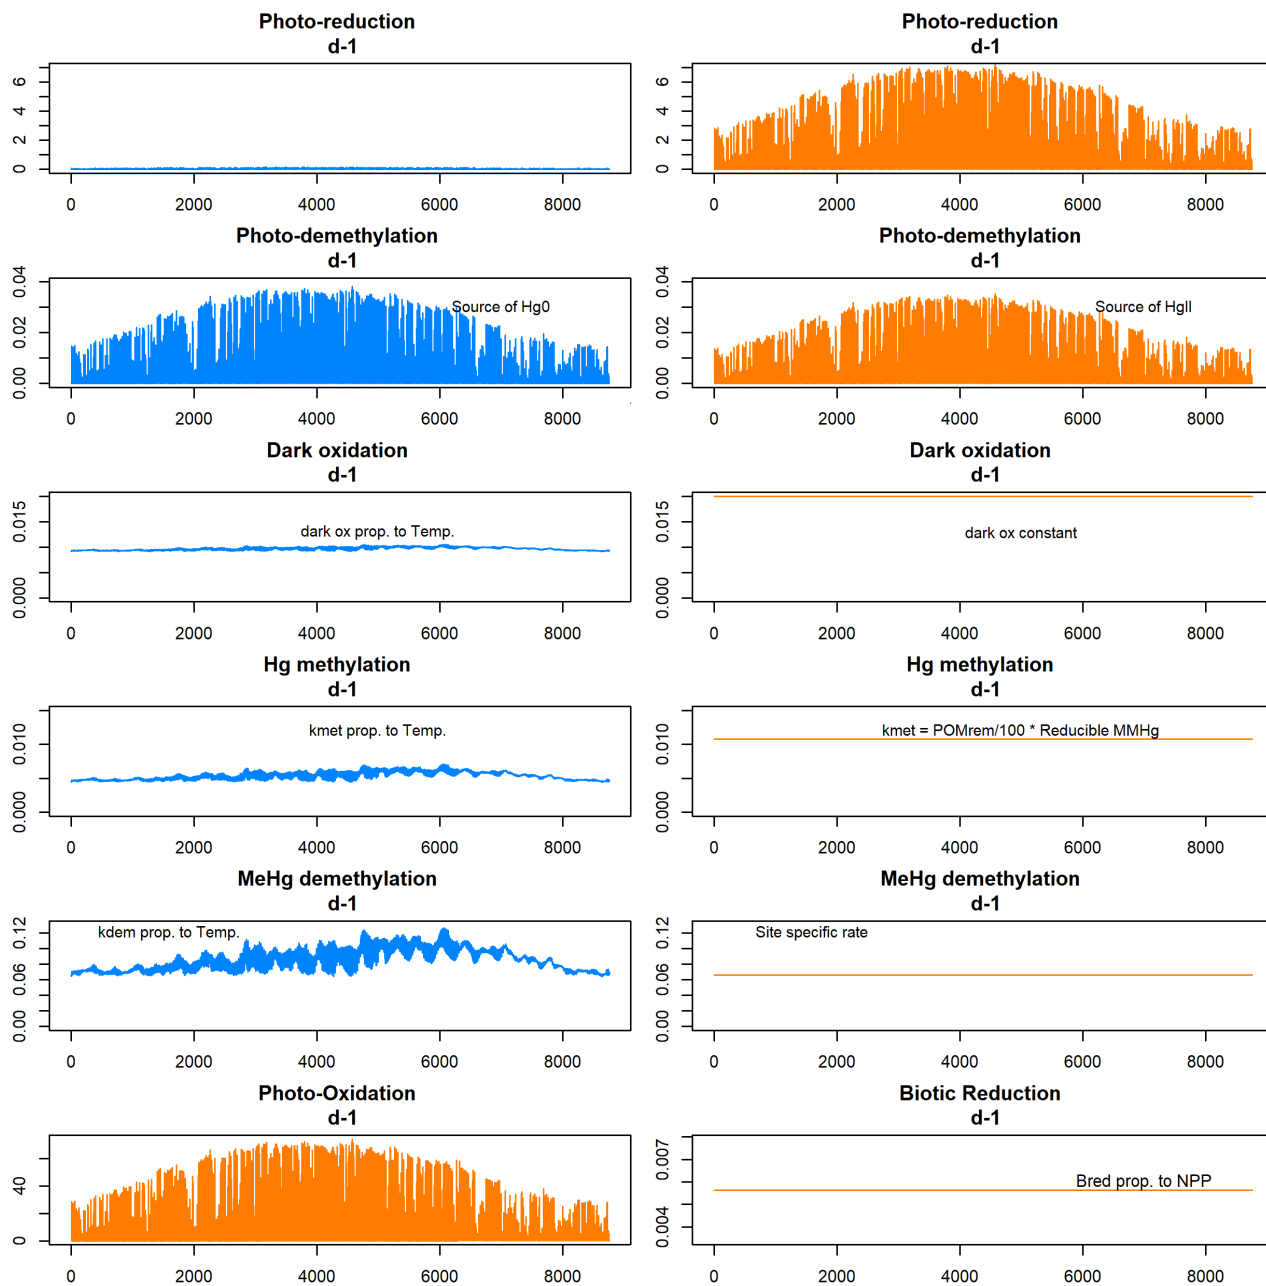 Photo-reduction
d-1
0 2 4 6
0 2000 4000 6000 8000
Photo-reduction
d-1
0 2 4 6
0 2000 4000 6000 8000
Photo-demethylation
d-1
0.00 0.02 0.04
Source of Hg0
0 2000 4000 6000 8000
Photo-demethylation
d-1
0.00 0.02 0.04
Source of HgII
0 2000 4000 6000 8000
Dark oxidation
d-1
0.000 0.015
dark ox prop. to Temp.
0 2000 4000 6000 8000
Dark oxidation
d-1
0.000 0.015
dark ox constant
0 2000 4000 6000 8000
Hg methylation
d-1
0.000 0.010
kmet prop. to Temp.
0 2000 4000 6000 8000
Hg methylation
d-1
0.000 0.010
kmet = POMrem/100 * Reducible MMHg
0 2000 4000 6000 8000
MeHg demethylation
d-1
0.00 0.06 0.12
kdem prop. to Temp.
0 2000 4000 6000 8000
MeHg demethylation
d-1
0.00 0.06 0.12
Site specific rate
0 2000 4000 6000 8000
Photo-Oxidation
d-1
0 40
0 2000 4000 6000 8000
Biotic Reduction
d-1
0.004 0.007
Bred prop. to NPP
0 2000 4000 6000 8000